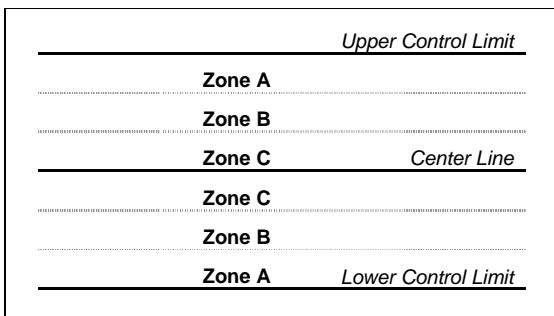 Upper Control Limit
Zone A
Zone B
Zone C Center Line
Zone C
Zone B
Zone A Lower Control Limit